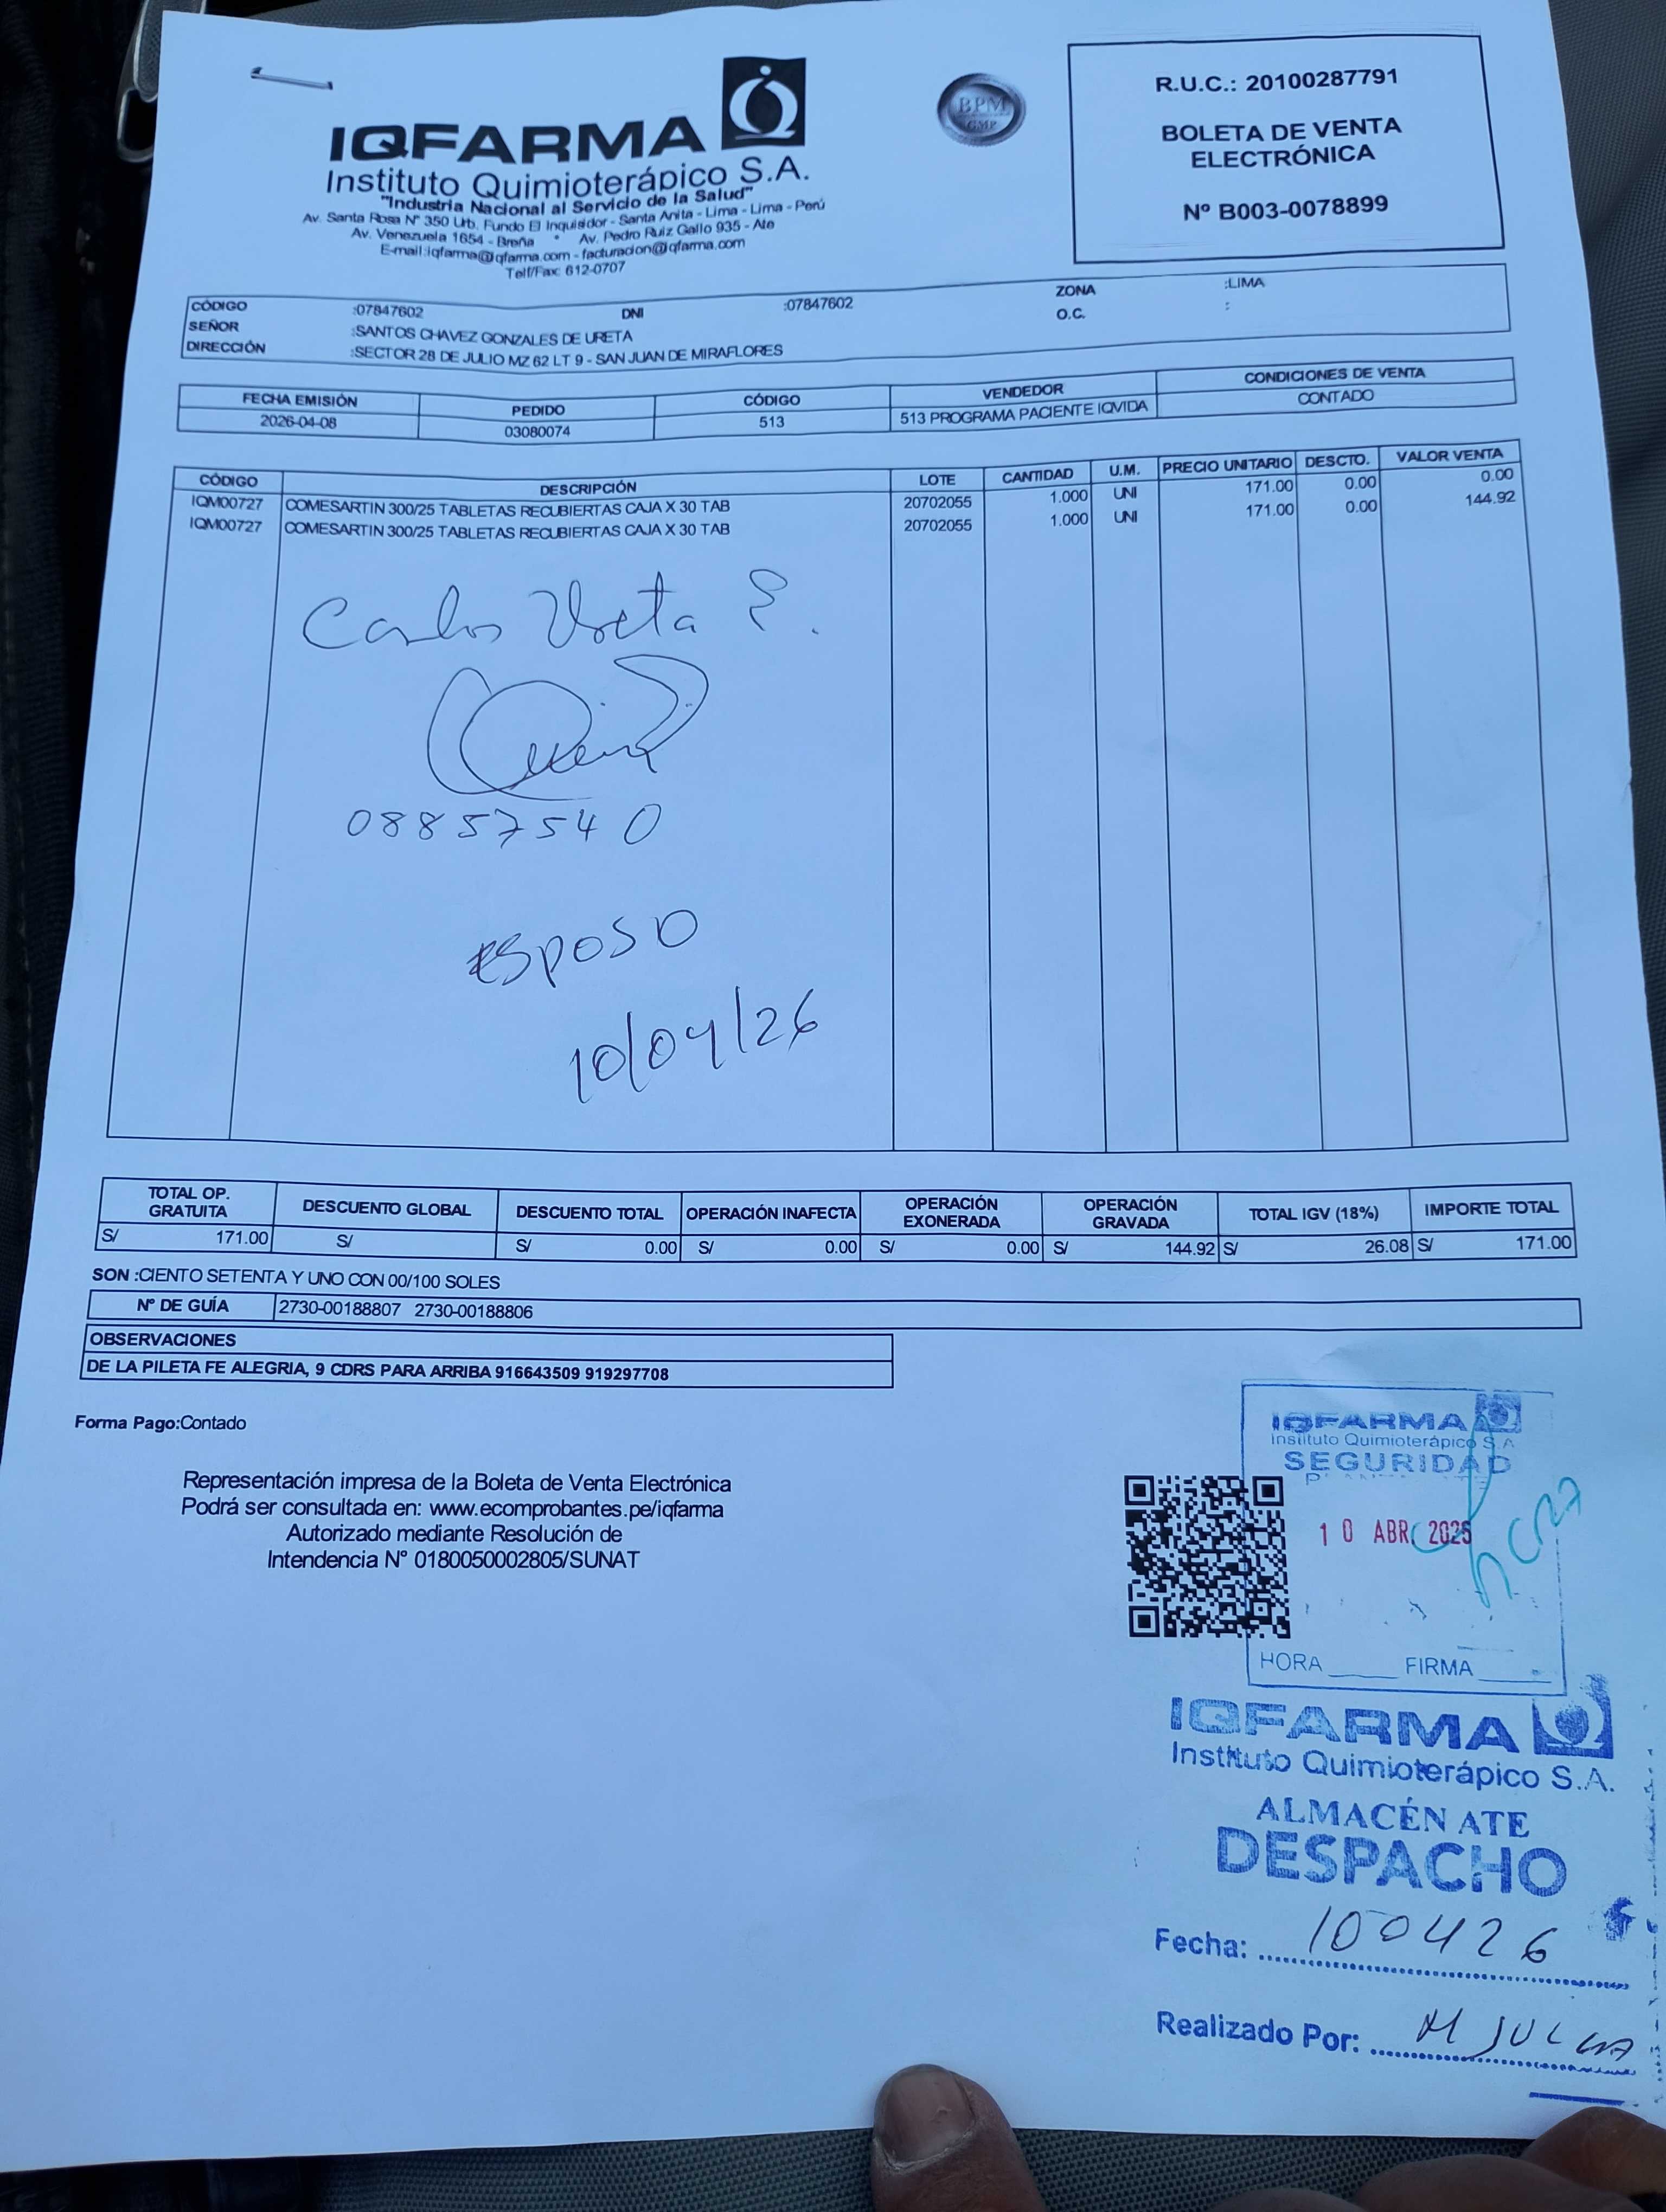 IQFARMA
Instituto Quimioterápico S.A.
"Industria Nacional al Servicio de la Salud"
Av. Santa Rosa N° 350 Urb. Fundo El Inquisidor - Santa Anita - Lima - Lima - Perú
Av. Venezuela 1654 - Breña * Av. Pedro Ruiz Gallo 935 - Ate
E-mail:iqfarma@iqfarma.com - facturacion@iqfarma.com
Telf/Fax: 612-0707
BPM
GMP
R.U.C.: 20100287791
BOLETA DE VENTA
ELECTRÓNICA
Nº B003-0078899
CÓDIGO :07847602 DNI :07847602 ZONA :LIMA
SEÑOR :SANTOS CHAVEZ GONZALES DE URETA O.C. :
DIRECCIÓN :SECTOR 28 DE JULIO MZ 62 LT 9 - SAN JUAN DE MIRAFLORES
FECHA EMISIÓN PEDIDO CÓDIGO VENDEDOR CONDICIONES DE VENTA
2026-04-08 03080074 513 513 PROGRAMA PACIENTE IQVIDA CONTADO
CÓDIGO DESCRIPCIÓN LOTE CANTIDAD U.M. PRECIO UNITARIO DESCTO. VALOR VENTA
IQM00727 COMESARTIN 300/25 TABLETAS RECUBIERTAS CAJA X 30 TAB 20702055 1.000 UNI 171.00 0.00 0.00
IQM00727 COMESARTIN 300/25 TABLETAS RECUBIERTAS CAJA X 30 TAB 20702055 1.000 UNI 171.00 0.00 144.92
Carlos Ureta E.
08857540
ESPOSO
10/04/26
TOTAL OP. GRATUITA DESCUENTO GLOBAL DESCUENTO TOTAL OPERACIÓN INAFECTA OPERACIÓN EXONERADA OPERACIÓN GRAVADA TOTAL IGV (18%) IMPORTE TOTAL
S/ 171.00 S/ S/ 0.00 S/ 0.00 S/ 0.00 S/ 144.92 S/ 26.08 S/ 171.00
SON :CIENTO SETENTA Y UNO CON 00/100 SOLES
Nº DE GUÍA 2730-00188807 2730-00188806
OBSERVACIONES
DE LA PILETA FE ALEGRIA, 9 CDRS PARA ARRIBA 916643509 919297708
Forma Pago:Contado
Representación impresa de la Boleta de Venta Electrónica
Podrá ser consultada en: www.ecomprobantes.pe/iqfarma
Autorizado mediante Resolución de
Intendencia N° 0180050002805/SUNAT
IQFARMA
Instituto Quimioterápico S.A
SEGURIDAD
10 ABR. 2026
HORA FIRMA
IQFARMA
Instituto Quimioterápico S.A.
ALMACÉN ATE
DESPACHO
Fecha: 100426
Realizado Por: M